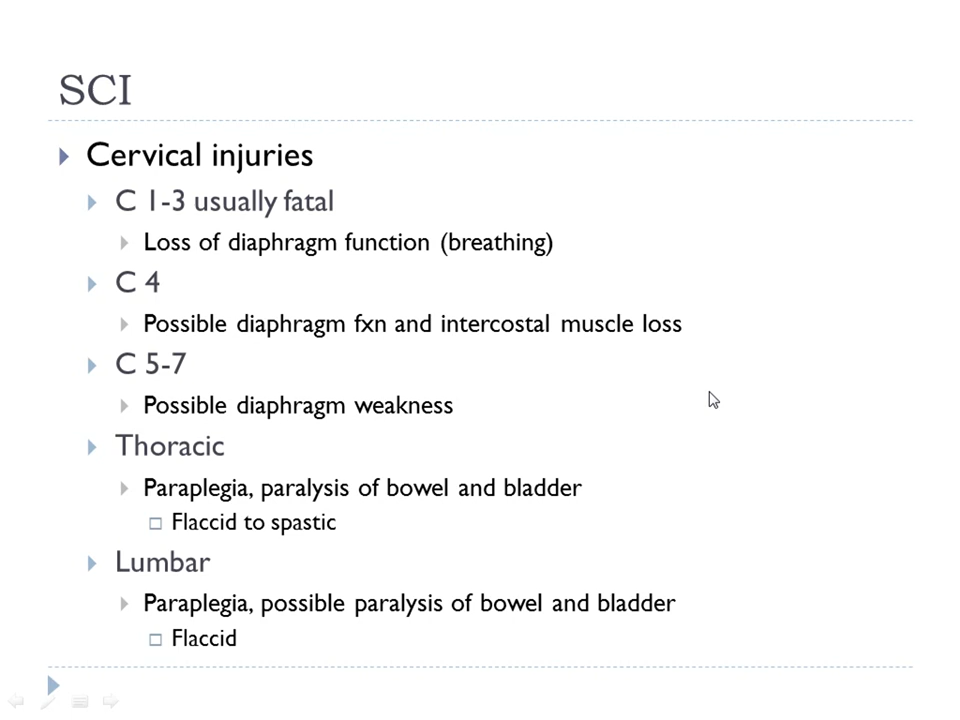 SCI
Cervical injuries
C 1-3 usually fatal
Loss of diaphragm function (breathing)
C 4
Possible diaphragm fxn and intercostal muscle loss
C 5-7
Possible diaphragm weakness
Thoracic
Paraplegia, paralysis of bowel and bladder
Flaccid to spastic
Lumbar
Paraplegia, possible paralysis of bowel and bladder
Flaccid